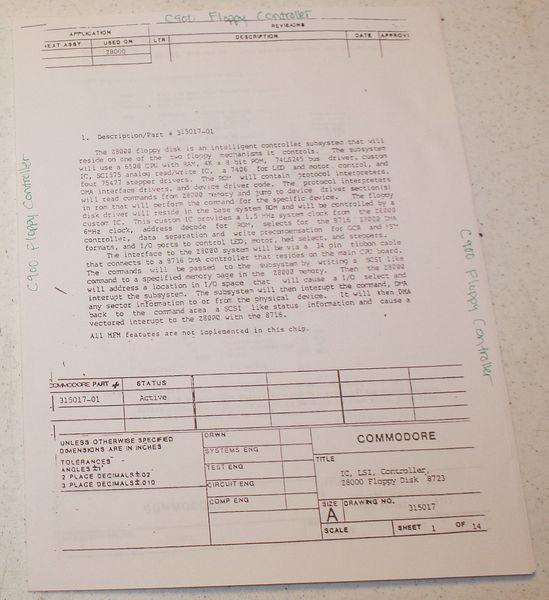 C900 Floppy Controller
APPLICATION
REVISIONS
NEXT ASSY USED ON LTR DESCRIPTION DATE APPROVE
Z8000
1. Description/Part # 315017-01
The Z8000 floppy disk is an intelligent controller subsystem that will
reside on one of the two floppy mechanisms it controls. The subsystem
will use a 6508 CPU with RAM, 4K x 8 bit ROM, 74LS245 bus driver, custom
IC, SCI575 analog read/write IC, a 7406 for LED and motor control, and
four 75477 stepper drivers. The ROM will contain protocol interpreters,
DMA interface drivers, and device driver code. The protocol interpreters
will read commands from Z8000 memory and jump to device driver section(s)
in rom that will perform the command for the specific device. The floppy
disk driver will reside in the base system ROM and will be controlled by a
custom IC. This custom IC provides a 1.5 MHz system clock from the Z8000
6MHz clock, address decode for ROM, selects for the 8716 Z8000 DMA
controller, data separation and write precompensation for GCR and MFM
formats, and I/O ports to control LED, motor, hed select, and steppers.
The interface to the Z8000 system will be via a 14 pin ribbon cable
that connects to a 8716 DMA controller that resides on the main CPU board.
The commands will be passed to the subsystem by writing a SCSI like
command to a specified memory page in the Z8000 memory. Then the Z8000
will address a location in I/O space that will cause a I/O select and
interrupt the subsystem. The subsystem will then interrupt the command, DMA
any sector information to or from the physical device. It will then DMA
back to the command area a SCSI like status information and cause a
vectored interupt to the Z8000 with the 8716.
All MFM features are not implemented in this chip.
C900 Floppy Controller
C900 Floppy Controller
COMMODORE PART # STATUS
315017-01 Active
UNLESS OTHERWISE SPECIFIED
DIMENSIONS ARE IN INCHES
TOLERANCES
ANGLES ±1°
2 PLACE DECIMALS ±.02
3 PLACE DECIMALS ±.010
DRWN
SYSTEMS ENG
TEST ENG
CIRCUIT ENG
COMP ENG
COMMODORE
TITLE
IC, LSI, Controller,
Z8000 Floppy Disk 8723
SIZE DRAWING NO.
A 315017
SCALE SHEET 1 OF 14